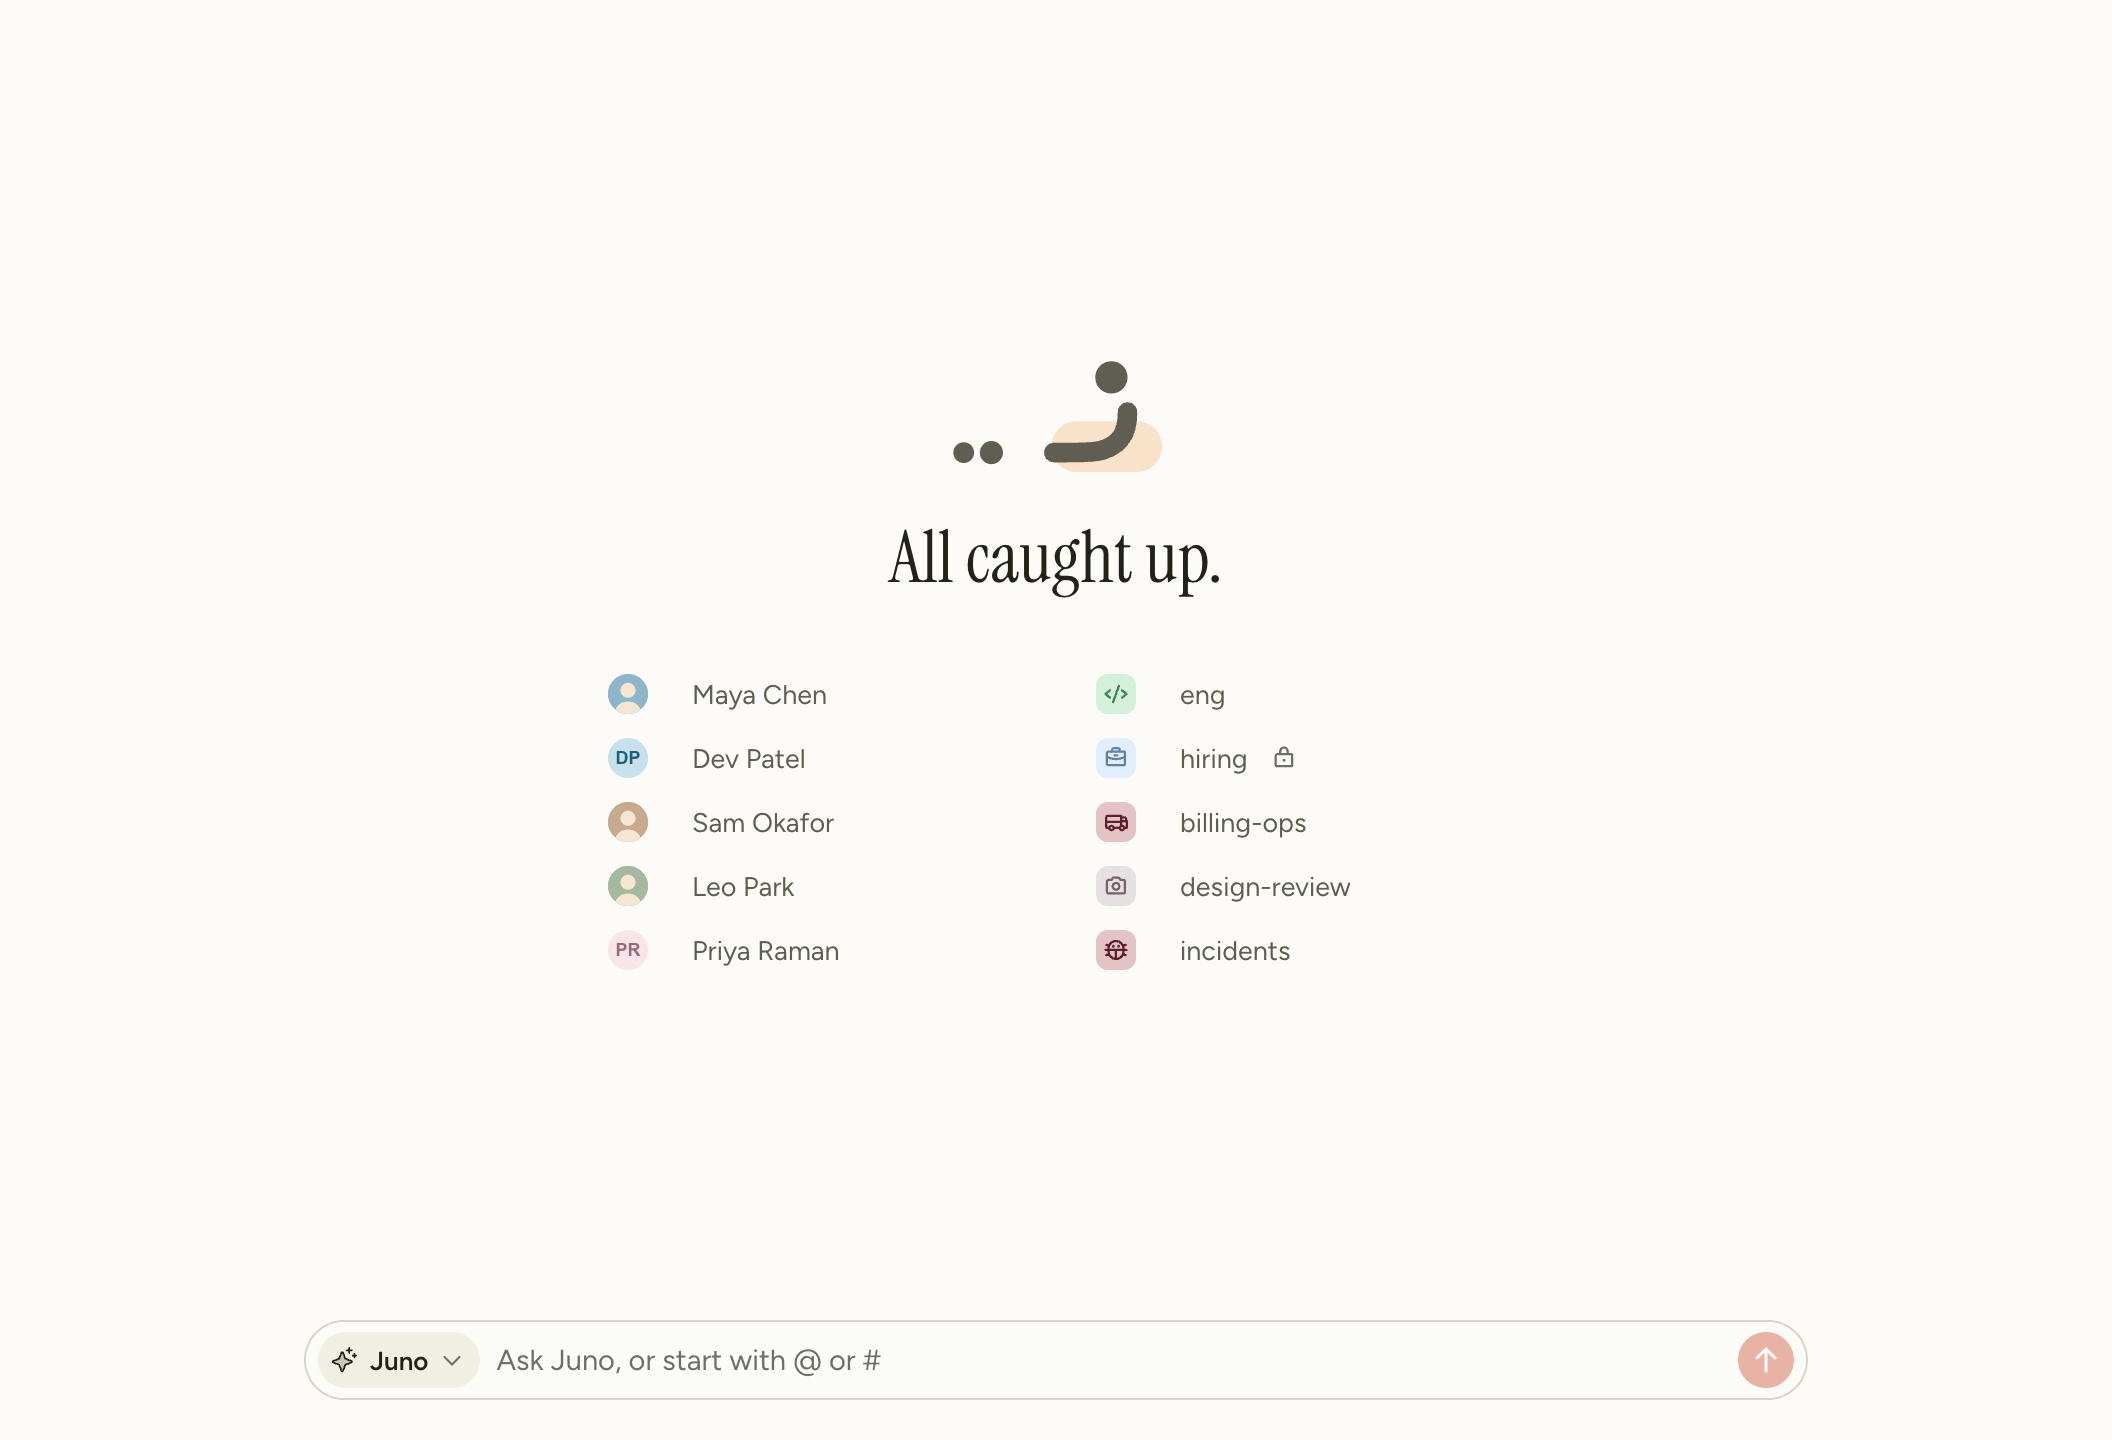 All caught up.
Maya Chen
DP Dev Patel
Sam Okafor
Leo Park
PR Priya Raman
eng
hiring
billing-ops
design-review
incidents
Juno Ask Juno, or start with @ or #